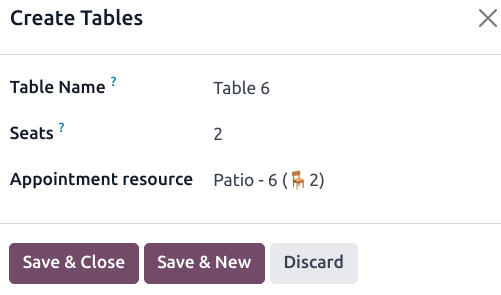 Create Tables
Table Name ? Table 6
Seats ? 2
Appointment resource Patio - 6 (🪑 2)
Save & Close Save & New Discard